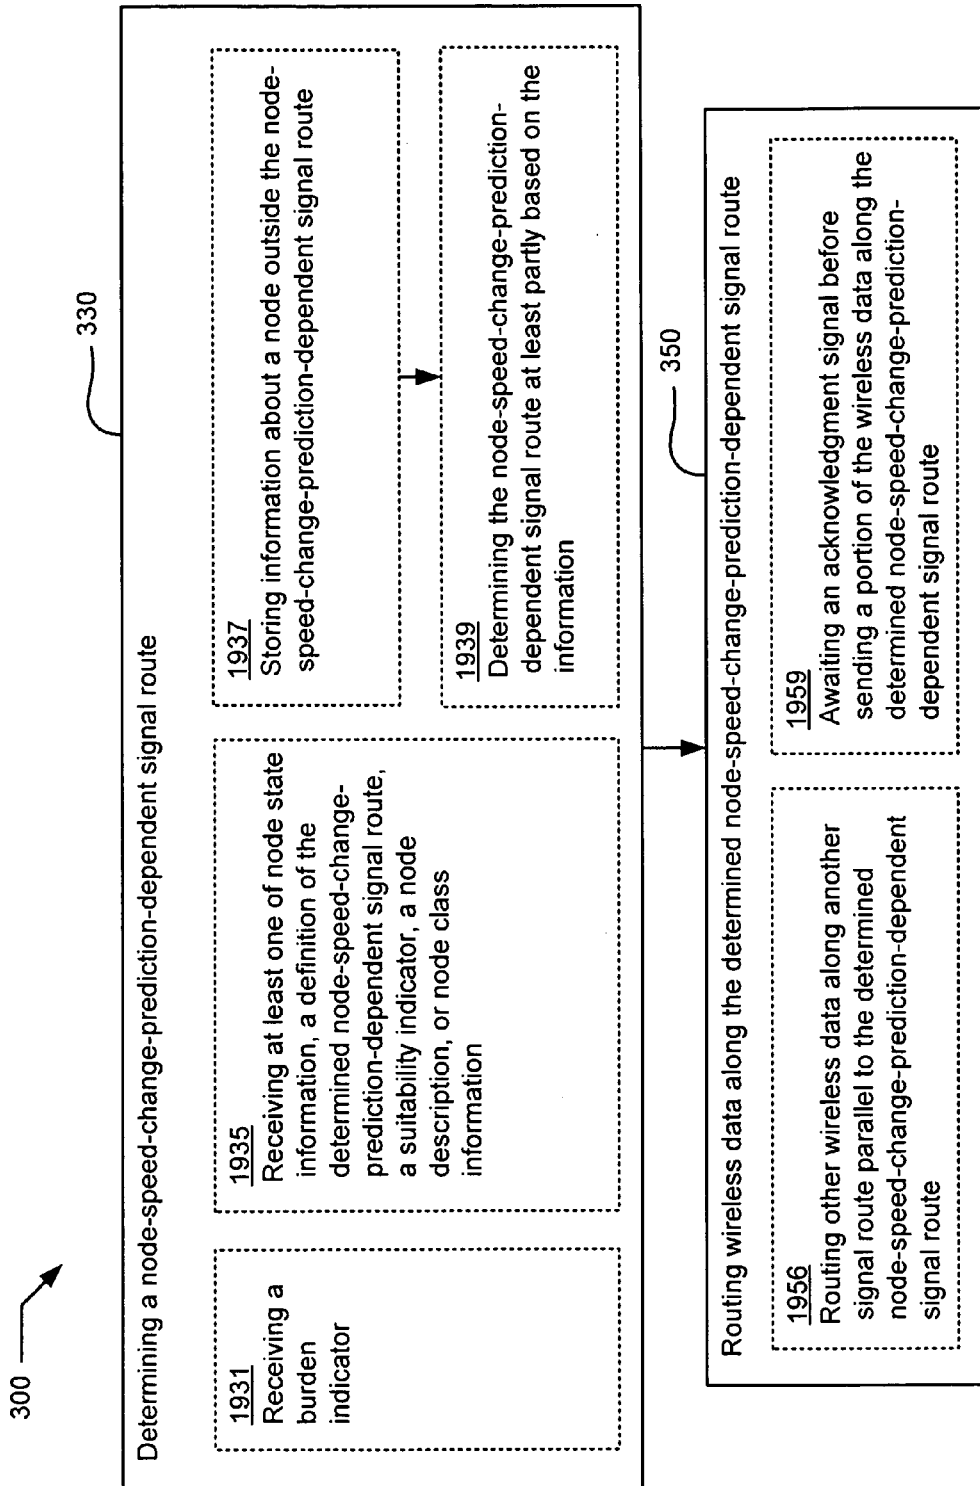 300
330
Determining a node-speed-change-prediction-dependent signal route
1931
Receiving a
burden
indicator
1935
Receiving at least one of node state
information, a definition of the
determined node-speed-change-
prediction-dependent signal route,
a suitability indicator, a node
description, or node class
information
1937
Storing information about a node outside the node-
speed-change-prediction-dependent signal route
1939
Determining the node-speed-change-prediction-
dependent signal route at least partly based on the
information
350
Routing wireless data along the determined node-speed-change-prediction-dependent signal route
1956
Routing other wireless data along another
signal route parallel to the determined
node-speed-change-prediction-dependent
signal route
1959
Awaiting an acknowledgment signal before
sending a portion of the wireless data along the
determined node-speed-change-prediction-
dependent signal route